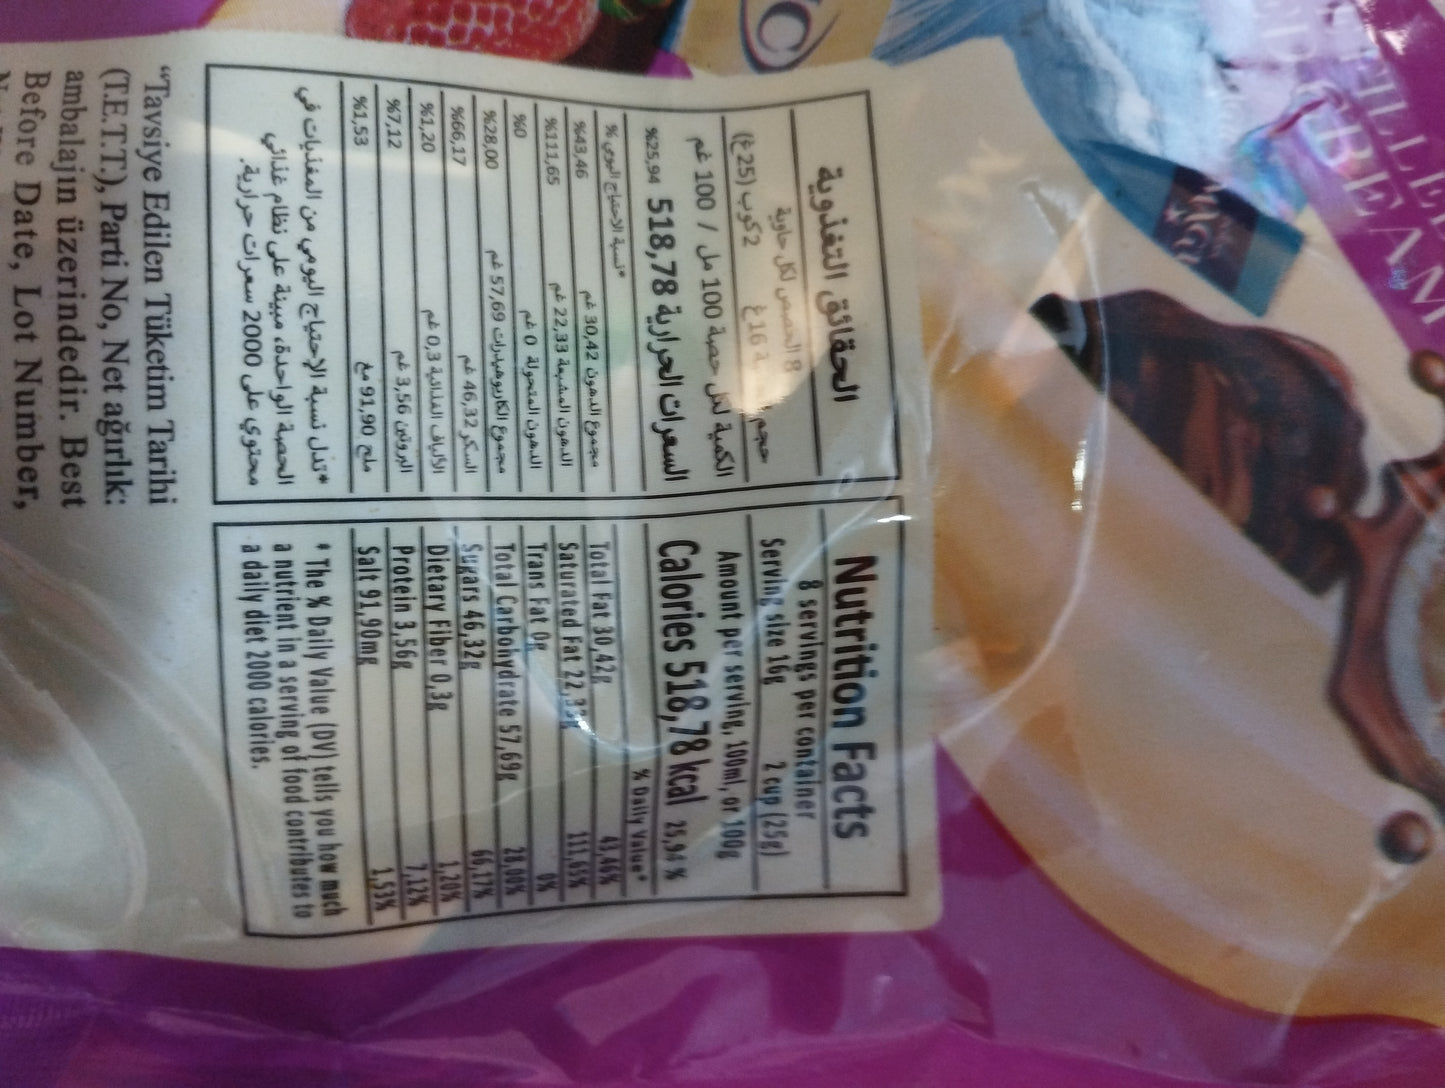 الحقائق التغذوية
8 الحصص لكل حاوية
حجم 16غ 2كوب (25 غ)
الكمية لكل حصة 100 مل / 100 غم
السعرات الحرارية 518,78 %25,94
*نسبة الاحتياج اليومي %
مجموع الدهون 30,42 غم %43,46
الدهون المشبعة 22,33 غم %111,65
الدهون المتحولة 0 غم %0
مجموع الكاربوهيدرات 57,69 غم %28,00
السكر 46,32 غم %66,17
الألياف الغذائية 0,3 غم %1,20
البروتين 3,56 غم %7,12
ملح 91,90 مغ %1,53
*تدل نسبة الإحتياج اليومي من المغذيات في
الحصة الواحدة، مبينة على نظام غذائي
محتوي على 2000 سعرات حرارية.
Nutrition Facts
8 servings per container
Serving size 16g 2 cup (25g)
Amount per serving, 100ml, or 100g
Calories 518,78 kcal 25,94 %
% Daily Value*
Total Fat 30,42g 43,46%
Saturated Fat 22,33g 111,65%
Trans Fat 0g 0%
Total Carbohydrate 57,69g 28,00%
Sugars 46,32g 66,17%
Dietary Fiber 0,3g 1,20%
Protein 3,56g 7,12%
Salt 91,90mg 1,53%
* The % Daily Value (DV) tells you how much
a nutrient in a serving of food contributes to
a daily diet 2000 calories.
“Tavsiye Edilen Tüketim Tarihi
(T.E.T.T.), Parti No, Net ağırlık:
ambalajın üzerindedir. Best
Before Date, Lot Number,